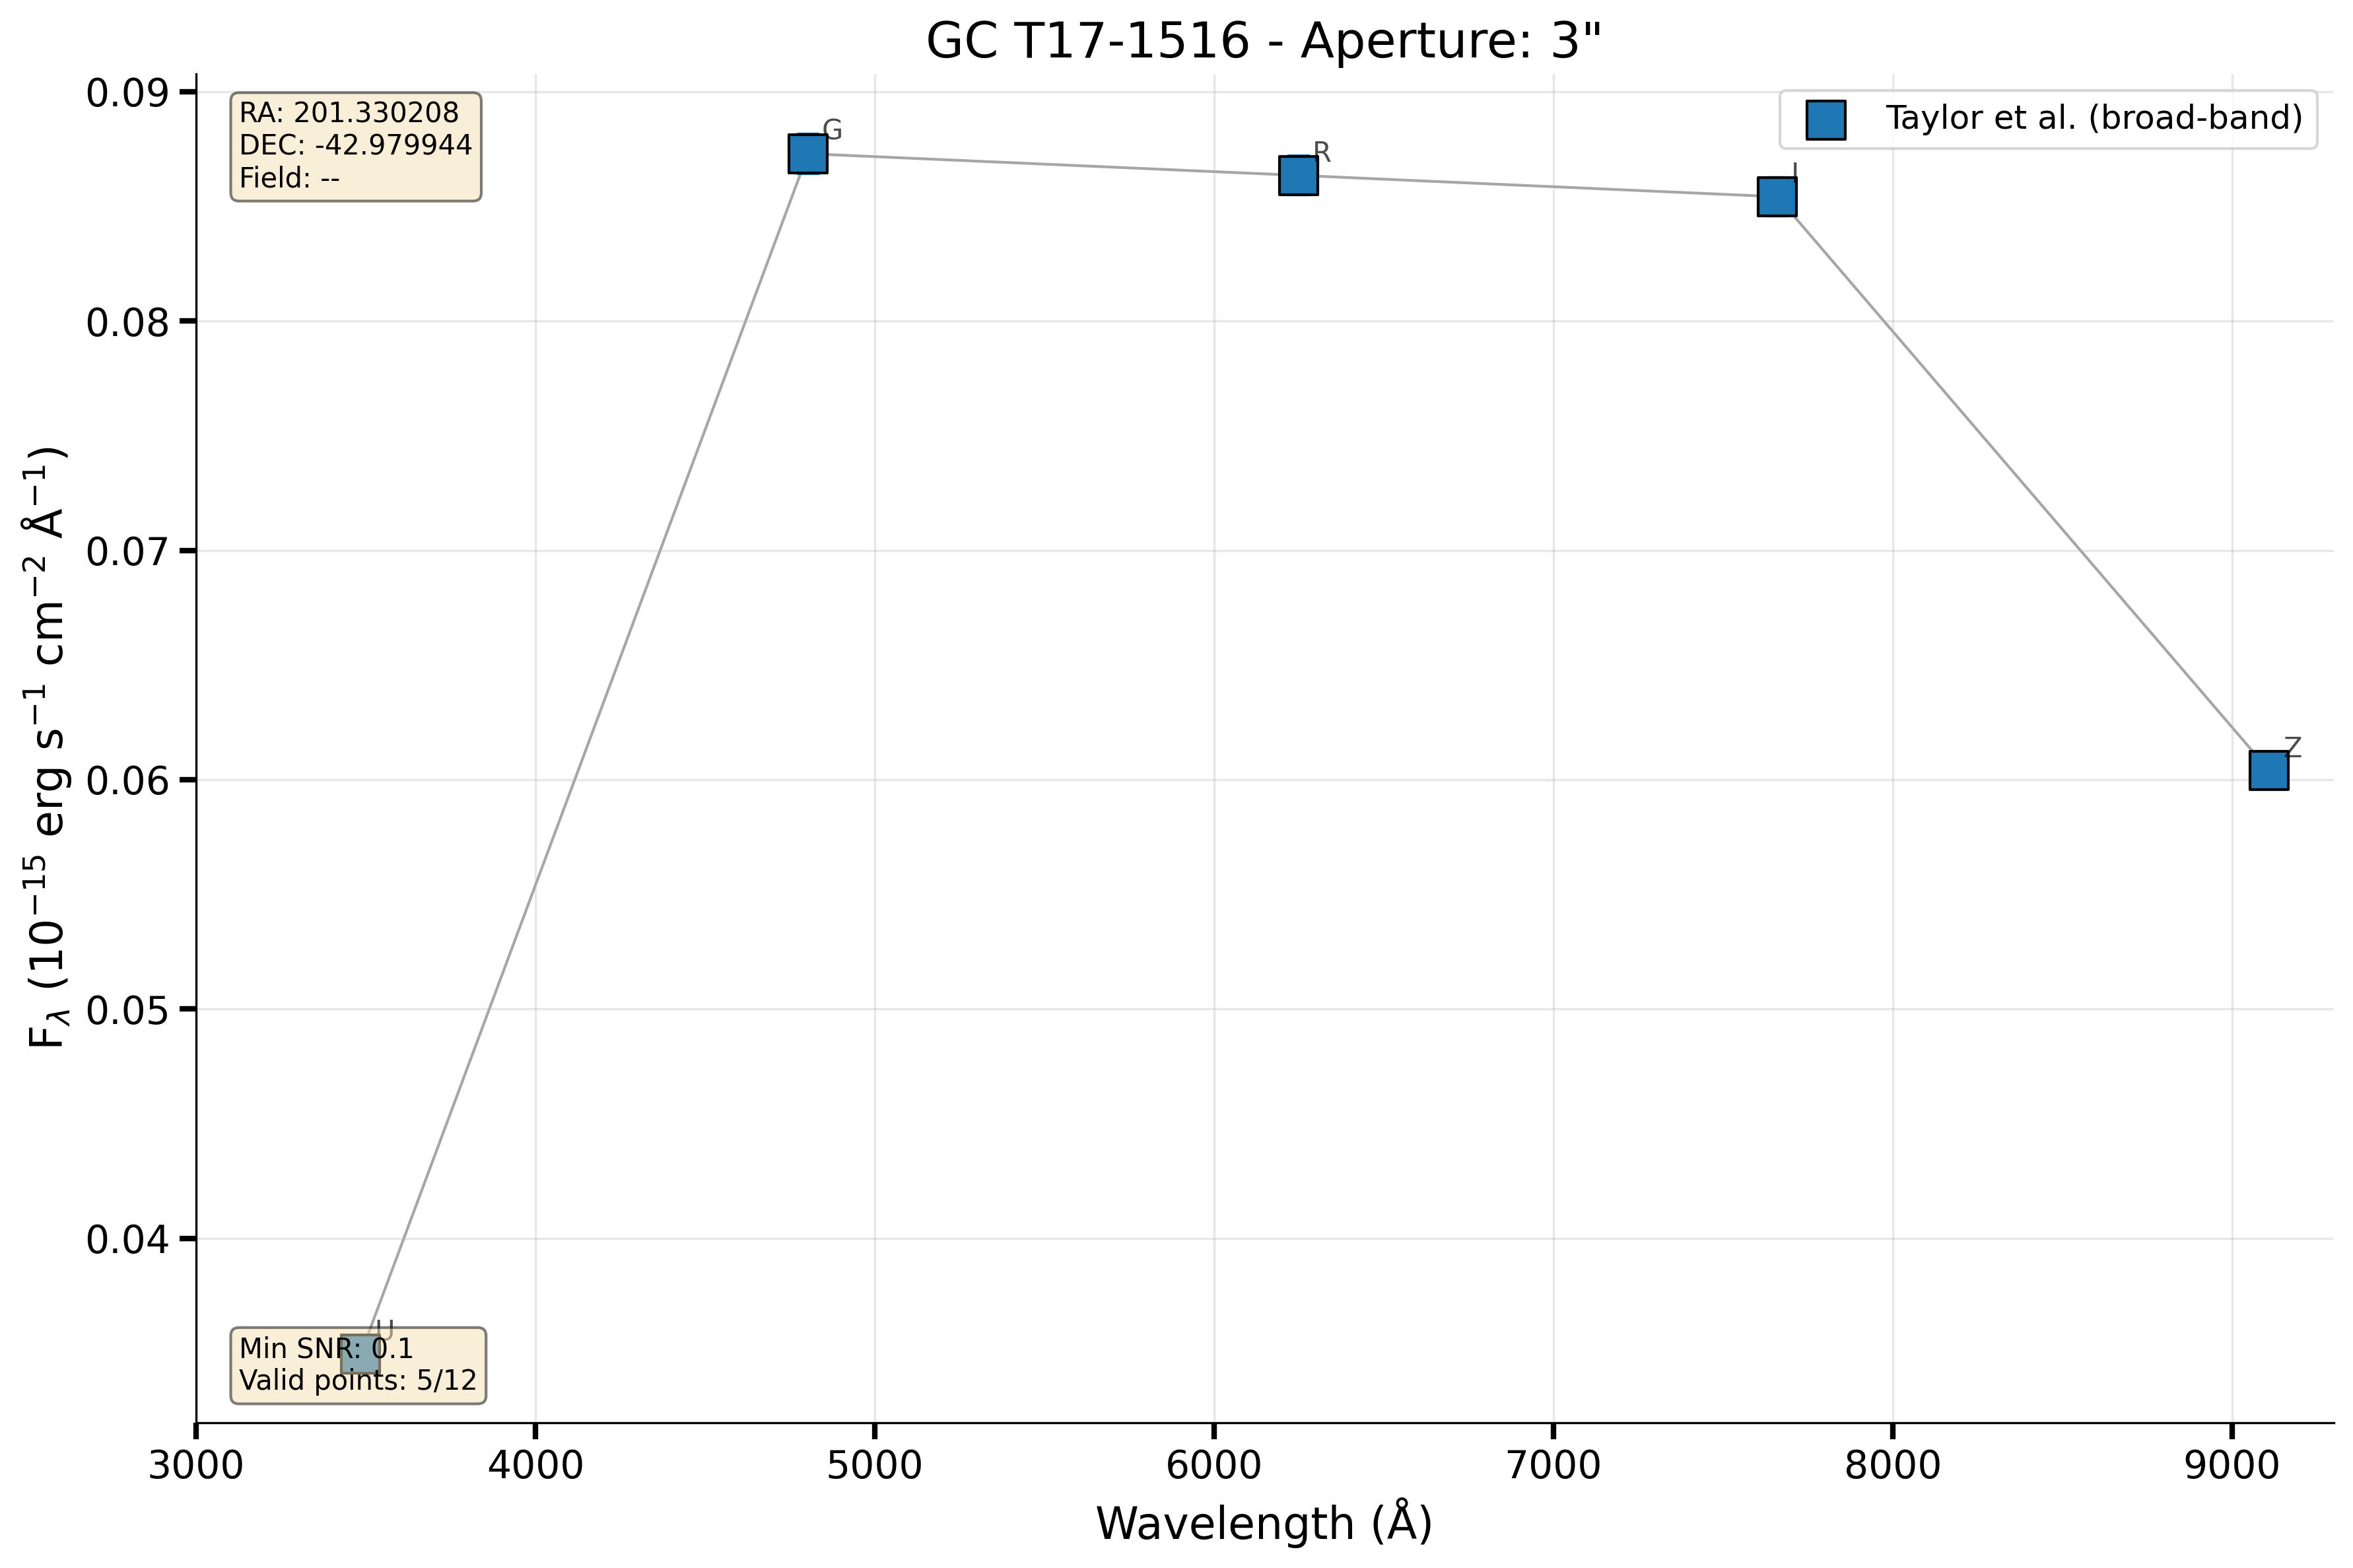 GC T17-1516 - Aperture: 3"
RA: 201.330208
DEC: -42.979944
Field: --
Taylor et al. (broad-band)
G
R
I
Z
U
Min SNR: 0.1
Valid points: 5/12
0.09
0.08
0.07
0.06
0.05
0.04
F_λ (10⁻¹⁵ erg s⁻¹ cm⁻² Å⁻¹)
3000 4000 5000 6000 7000 8000 9000
Wavelength (Å)